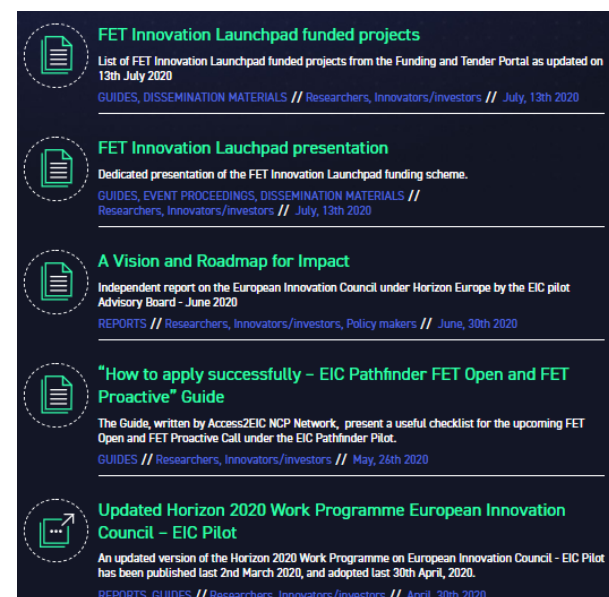 FET Innovation Launchpad funded projects
List of FET Innovation Launchpad funded projects from the Funding and Tender Portal as updated on
13th July 2020
GUIDES, DISSEMINATION MATERIALS // Researchers, Innovators/investors // July, 13th 2020
FET Innovation Lauchpad presentation
Dedicated presentation of the FET Innovation Launchpad funding scheme.
GUIDES, EVENT PROCEEDINGS, DISSEMINATION MATERIALS //
Researchers, Innovators/investors // July, 13th 2020
A Vision and Roadmap for Impact
Independent report on the European Innovation Council under Horizon Europe by the EIC pilot
Advisory Board - June 2020
REPORTS // Researchers, Innovators/investors, Policy makers // June, 30th 2020
“How to apply successfully – EIC Pathfinder FET Open and FET
Proactive” Guide
The Guide, written by Access2EIC NCP Network, present a useful checklist for the upcoming FET
Open and FET Proactive Call under the EIC Pathfinder Pilot.
GUIDES // Researchers, Innovators/investors // May, 26th 2020
Updated Horizon 2020 Work Programme European Innovation
Council – EIC Pilot
An updated version of the Horizon 2020 Work Programme on European Innovation Council - EIC Pilot
has been published last 2nd March 2020, and adopted last 30th April, 2020.
REPORTS, GUIDES // Researchers, Innovators/investors // April, 30th 2020